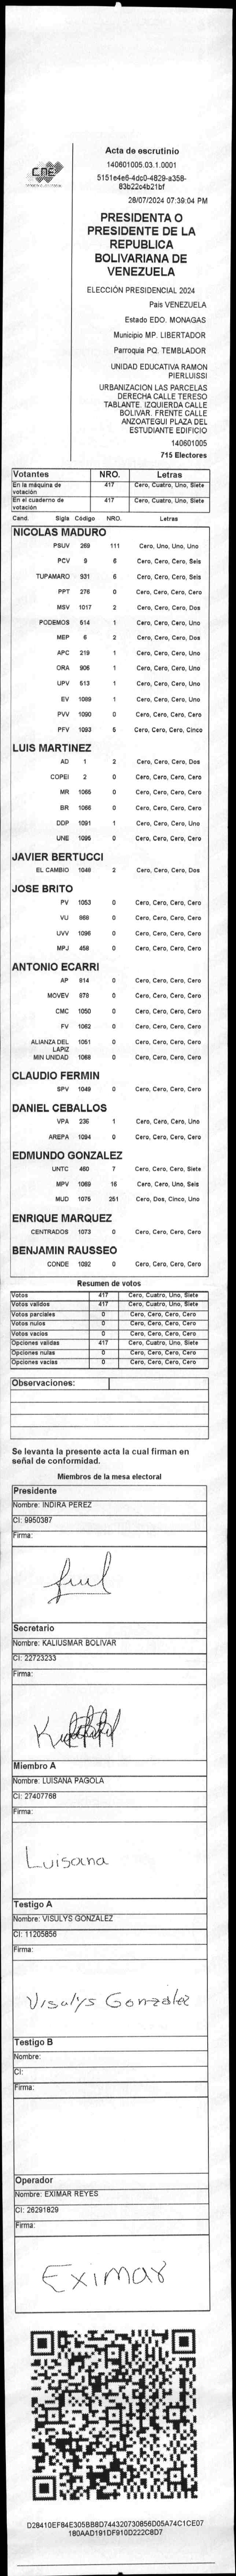 CNE
Acta de escrutinio
140601005.03.1.0001
5151e4e6-4dc0-4829-a358-
83b22c4b21bf
28/07/2024 07:39:04 PM
PRESIDENTA O
PRESIDENTE DE LA
REPUBLICA
BOLIVARIANA DE
VENEZUELA
ELECCIÓN PRESIDENCIAL 2024
Pais VENEZUELA
Estado EDO. MONAGAS
Municipio MP. LIBERTADOR
Parroquia PQ. TEMBLADOR
UNIDAD EDUCATIVA RAMON
PIERLUISSI
URBANIZACION LAS PARCELAS
DERECHA CALLE TERESO
TABLANTE. IZQUIERDA CALLE
BOLIVAR. FRENTE CALLE
ANZOATEGUI PLAZA DEL
ESTUDIANTE EDIFICIO
140601005
715 Electores
Votantes NRO. Letras
En la máquina de votación 417 Cero, Cuatro, Uno, Siete
En el cuaderno de votación 417 Cero, Cuatro, Uno, Siete
Cand. Sigla Código NRO. Letras
NICOLAS MADURO
PSUV 269 111 Cero, Uno, Uno, Uno
PCV 9 6 Cero, Cero, Cero, Seis
TUPAMARO 931 6 Cero, Cero, Cero, Seis
PPT 276 0 Cero, Cero, Cero, Cero
MSV 1017 2 Cero, Cero, Cero, Dos
PODEMOS 514 1 Cero, Cero, Cero, Uno
MEP 6 2 Cero, Cero, Cero, Dos
APC 219 1 Cero, Cero, Cero, Uno
ORA 906 1 Cero, Cero, Cero, Uno
UPV 513 1 Cero, Cero, Cero, Uno
EV 1089 1 Cero, Cero, Cero, Uno
PVV 1090 0 Cero, Cero, Cero, Cero
PFV 1093 5 Cero, Cero, Cero, Cinco
LUIS MARTINEZ
AD 1 2 Cero, Cero, Cero, Dos
COPEI 2 0 Cero, Cero, Cero, Cero
MR 1065 0 Cero, Cero, Cero, Cero
BR 1066 0 Cero, Cero, Cero, Cero
DDP 1091 1 Cero, Cero, Cero, Uno
UNE 1095 0 Cero, Cero, Cero, Cero
JAVIER BERTUCCI
EL CAMBIO 1048 2 Cero, Cero, Cero, Dos
JOSE BRITO
PV 1053 0 Cero, Cero, Cero, Cero
VU 868 0 Cero, Cero, Cero, Cero
UVV 1096 0 Cero, Cero, Cero, Cero
MPJ 458 0 Cero, Cero, Cero, Cero
ANTONIO ECARRI
AP 814 0 Cero, Cero, Cero, Cero
MOVEV 979 0 Cero, Cero, Cero, Cero
CMC 1050 0 Cero, Cero, Cero, Cero
FV 1062 0 Cero, Cero, Cero, Cero
ALIANZA DEL LAPIZ 1051 0 Cero, Cero, Cero, Cero
MIN UNIDAD 1068 0 Cero, Cero, Cero, Cero
CLAUDIO FERMIN
SPV 1049 0 Cero, Cero, Cero, Cero
DANIEL CEBALLOS
VPA 236 1 Cero, Cero, Cero, Uno
AREPA 1094 0 Cero, Cero, Cero, Cero
EDMUNDO GONZALEZ
UNTC 460 7 Cero, Cero, Cero, Siete
MPV 1069 16 Cero, Cero, Uno, Seis
MUD 1075 251 Cero, Dos, Cinco, Uno
ENRIQUE MARQUEZ
CENTRADOS 1073 0 Cero, Cero, Cero, Cero
BENJAMIN RAUSSEO
CONDE 1092 0 Cero, Cero, Cero, Cero
Resumen de votos
Votos 417 Cero, Cuatro, Uno, Siete
Votos validos 417 Cero, Cuatro, Uno, Siete
Votos parciales 0 Cero, Cero, Cero, Cero
Votos nulos 0 Cero, Cero, Cero, Cero
Votos vacios 0 Cero, Cero, Cero, Cero
Opciones validas 417 Cero, Cuatro, Uno, Siete
Opciones nulas 0 Cero, Cero, Cero, Cero
Opciones vacias 0 Cero, Cero, Cero, Cero
Observaciones:
Se levanta la presente acta la cual firman en
señal de conformidad.
Miembros de la mesa electoral
Presidente
Nombre: INDIRA PEREZ
CI: 9950387
Firma:
Secretario
Nombre: KALIUSMAR BOLIVAR
CI: 22723233
Firma:
Miembro A
Nombre: LUISANA PAGOLA
CI: 27407768
Firma:
Luisana
Testigo A
Nombre: VISULYS GONZALEZ
CI: 11205856
Firma:
Visulys Gonzalez
Testigo B
Nombre:
CI:
Firma:
Operador
Nombre: EXIMAR REYES
CI: 26291829
Firma:
Eximar
D28410EF84E305BB8D744320730856D05A74C1CE07
180AAD191DF910D222C8D7